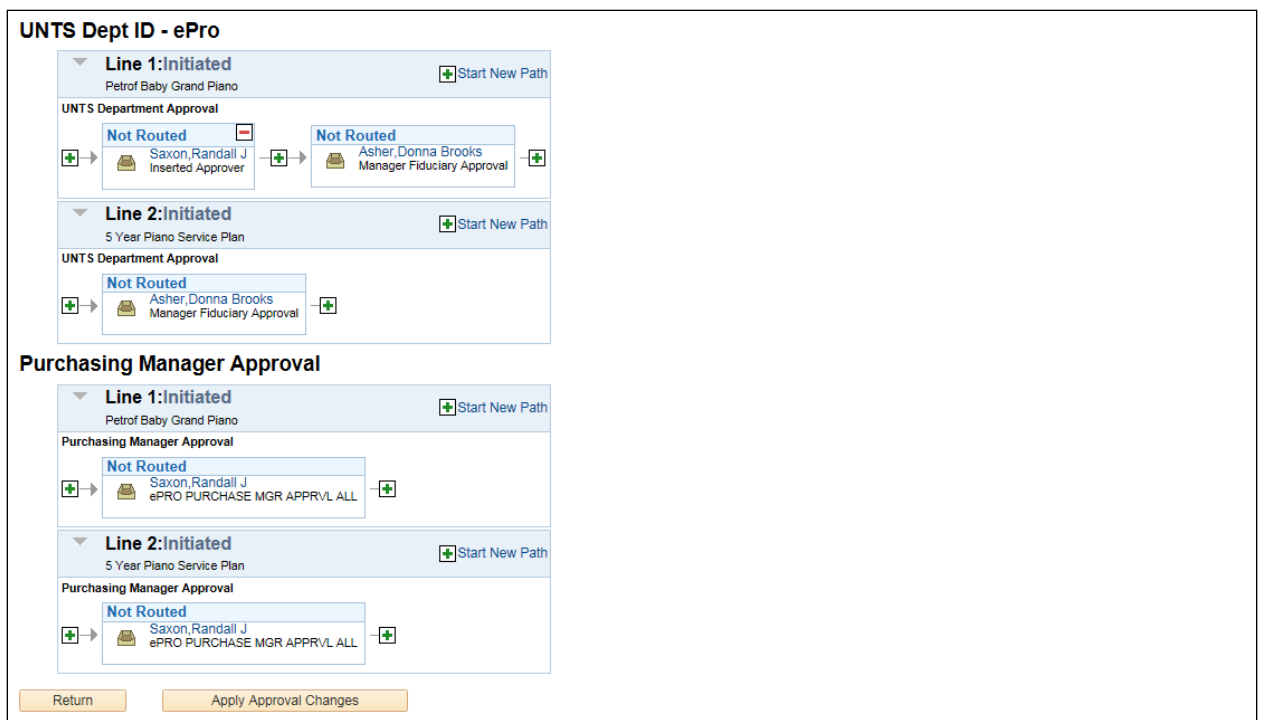 UNTS Dept ID - ePro
Line 1:Initiated
Start New Path
Petrof Baby Grand Piano
UNTS Department Approval
Not Routed
Saxon,Randall J
Inserted Approver
Not Routed
Asher,Donna Brooks
Manager Fiduciary Approval
Line 2:Initiated
Start New Path
5 Year Piano Service Plan
UNTS Department Approval
Not Routed
Asher,Donna Brooks
Manager Fiduciary Approval
Purchasing Manager Approval
Line 1:Initiated
Start New Path
Petrof Baby Grand Piano
Purchasing Manager Approval
Not Routed
Saxon,Randall J
ePRO PURCHASE MGR APPRVL ALL
Line 2:Initiated
Start New Path
5 Year Piano Service Plan
Purchasing Manager Approval
Not Routed
Saxon,Randall J
ePRO PURCHASE MGR APPRVL ALL
Return Apply Approval Changes